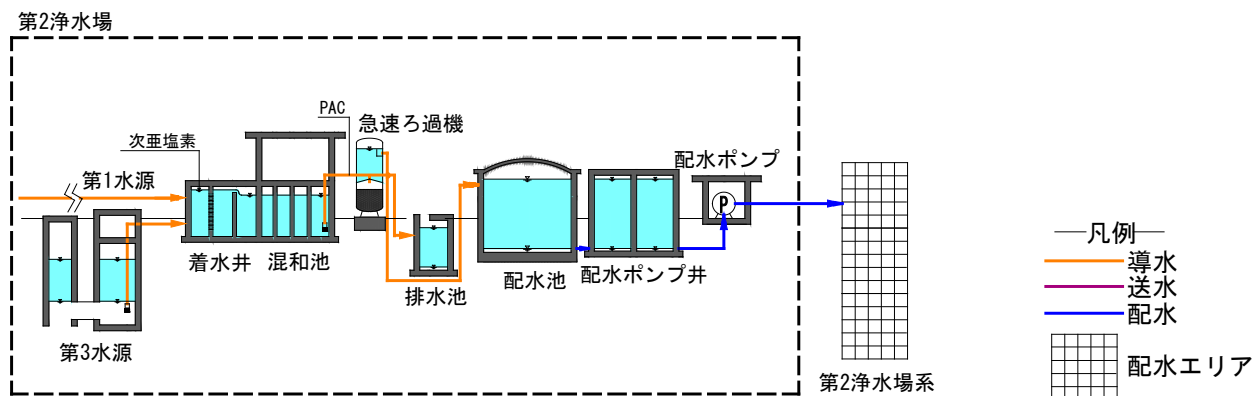 第2浄水場
PAC
急速ろ過機
次亜塩素
配水ポンプ
第1水源
P
着水井
混和池
排水池
配水池
配水ポンプ井
第3水源
第2浄水場系
凡例
導水
送水
配水
配水エリア